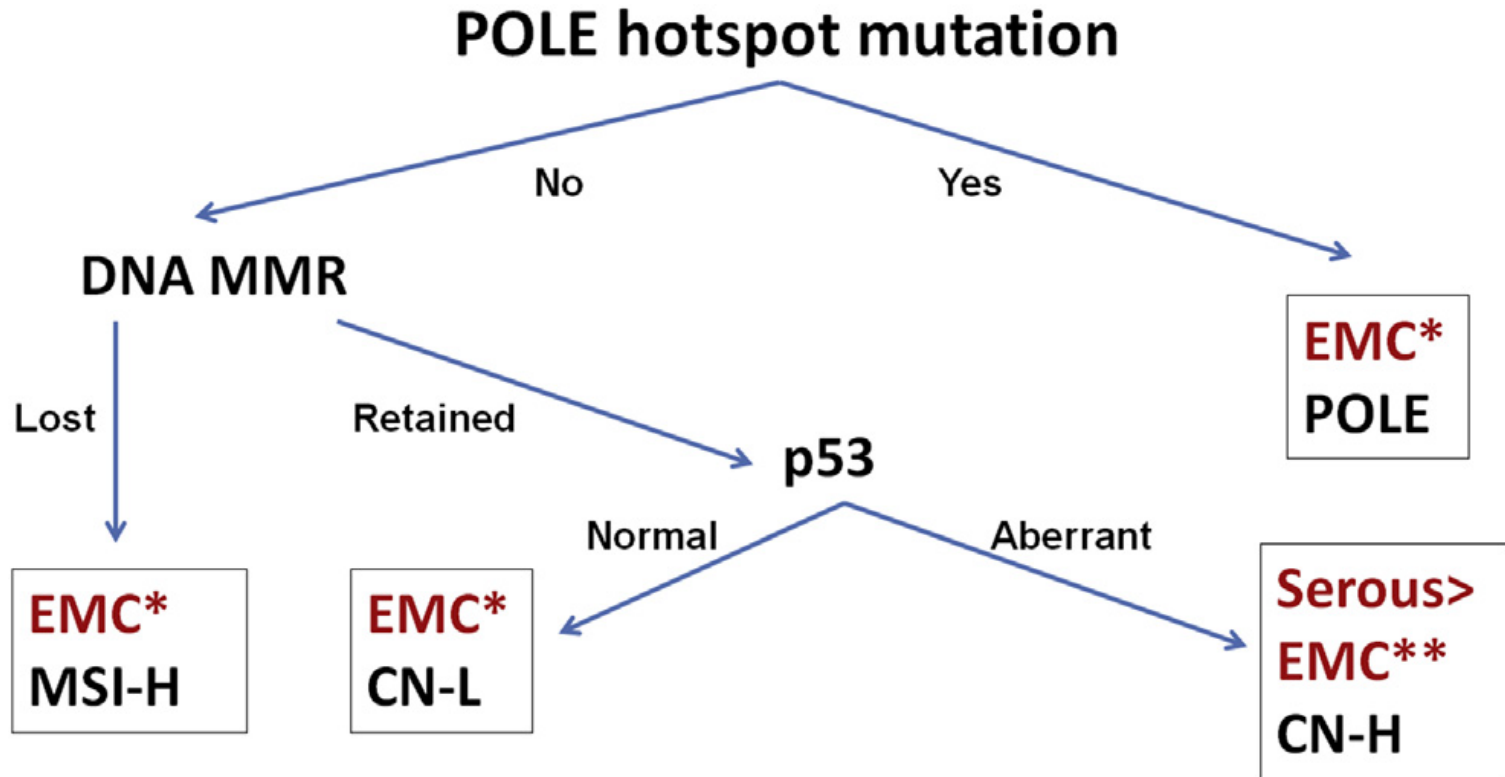 POLE hotspot mutation
No
Yes
DNA MMR
EMC*
POLE
Lost
Retained
p53
Normal
Aberrant
EMC*
MSI-H
EMC*
CN-L
Serous>
EMC**
CN-H